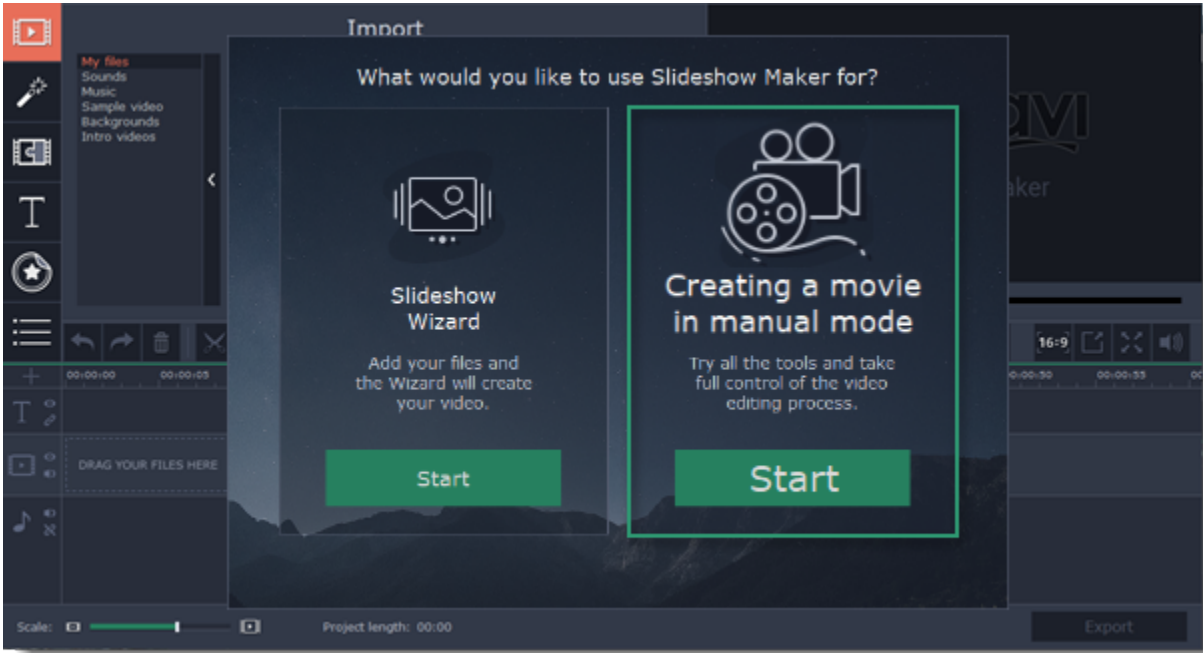 Import
My files
Sounds
Music
Sample video
Backgrounds
Intro videos
What would you like to use Slideshow Maker for?
Slideshow
Wizard
Add your files and
the Wizard will create
your video.
Start
Creating a movie
in manual mode
Try all the tools and take
full control of the video
editing process.
Start
avi
aker
T
16:9
00:00:00 00:00:05 0:00:50 00:00:55 00
T
DRAG YOUR FILES HERE
Scale:
Project length: 00:00
Export